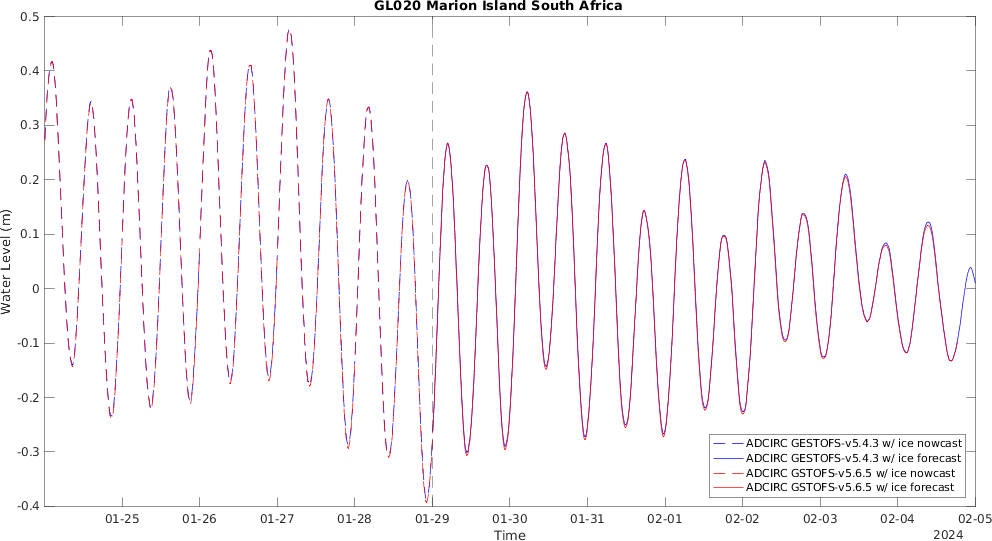 GL020 Marion Island South Africa
0.5
0.4
0.3
0.2
0.1
0
-0.1
-0.2
-0.3
-0.4
Water Level (m)
ADCIRC GESTOFS-v5.4.3 w/ ice nowcast
ADCIRC GESTOFS-v5.4.3 w/ ice forecast
ADCIRC GSTOFS-v5.6.5 w/ ice nowcast
ADCIRC GSTOFS-v5.6.5 w/ ice forecast
01-25 01-26 01-27 01-28 01-29 01-30 01-31 02-01 02-02 02-03 02-04 02-05
Time
2024